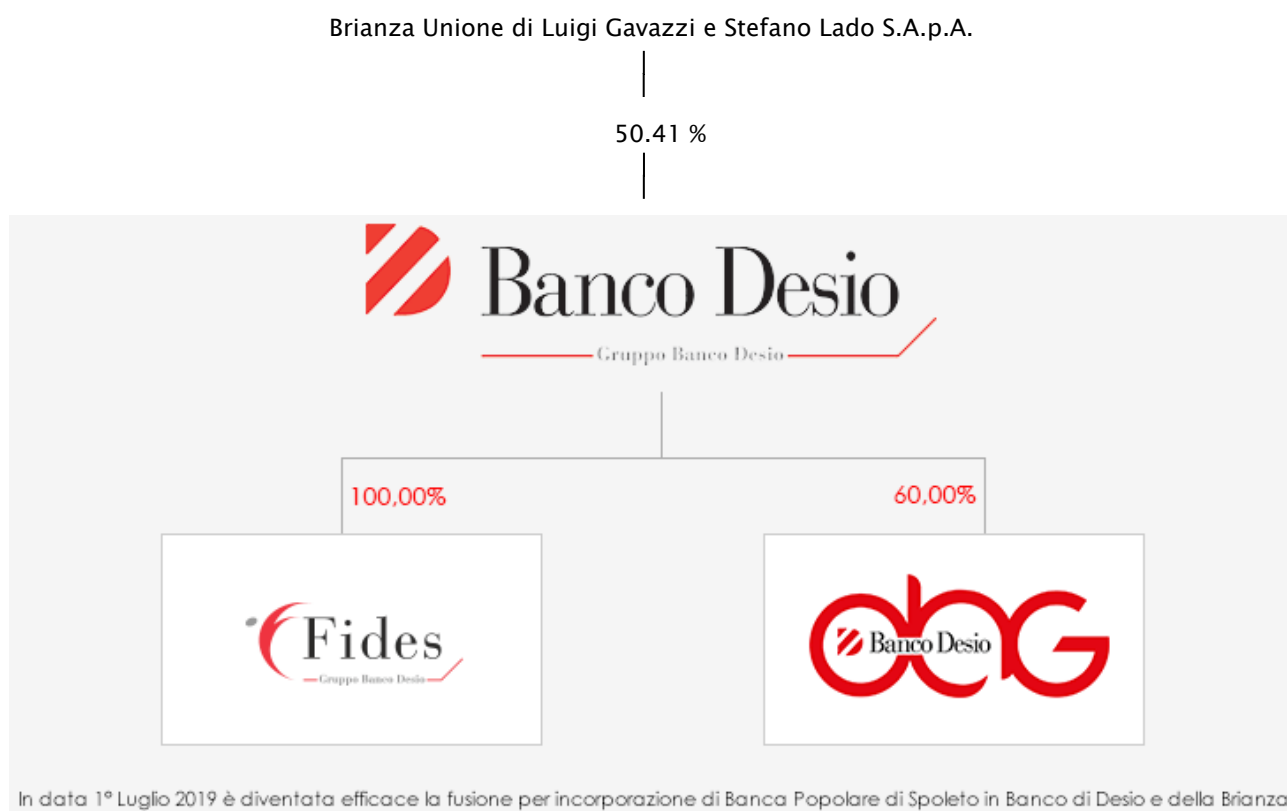 Brianza Unione di Luigi Gavazzi e Stefano Lado S.A.p.A.
50.41 %
Banco Desio
Gruppo Banco Desio
100,00%
60,00%
Fides
Gruppo Banco Desio
OBG
Banco Desio
In data 1° Luglio 2019 è diventata efficace la fusione per incorporazione di Banca Popolare di Spoleto in Banco di Desio e della Brianza